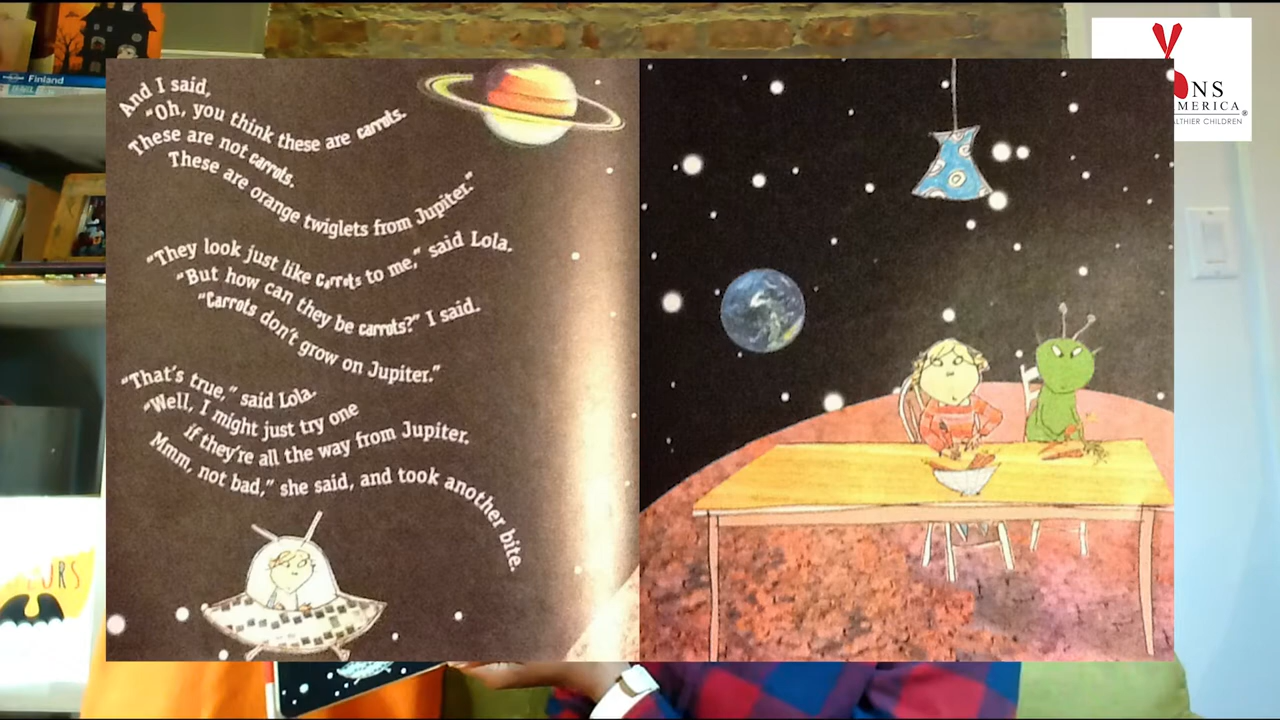 And I said,
"Oh, you think these are carrots.
These are not carrots.
These are orange twiglets from Jupiter."
"They look just like carrots to me," said Lola.
"But how can they be carrots?" I said.
"Carrots don't grow on Jupiter."
"That's true," said Lola.
"Well, I might just try one
if they're all the way from Jupiter.
Mmm, not bad," she said, and took another bite.
Finland
NS
MERICA®
ALTHIER CHILDREN
URS